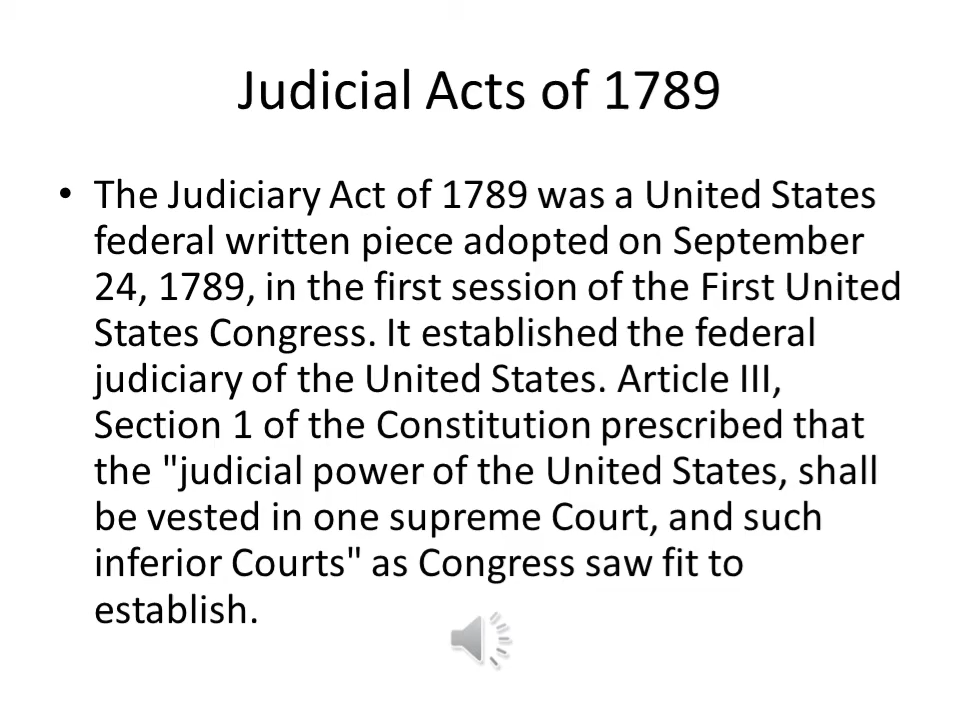 Judicial Acts of 1789
• The Judiciary Act of 1789 was a United States
federal written piece adopted on September
24, 1789, in the first session of the First United
States Congress. It established the federal
judiciary of the United States. Article III,
Section 1 of the Constitution prescribed that
the "judicial power of the United States, shall
be vested in one supreme Court, and such
inferior Courts" as Congress saw fit to
establish.